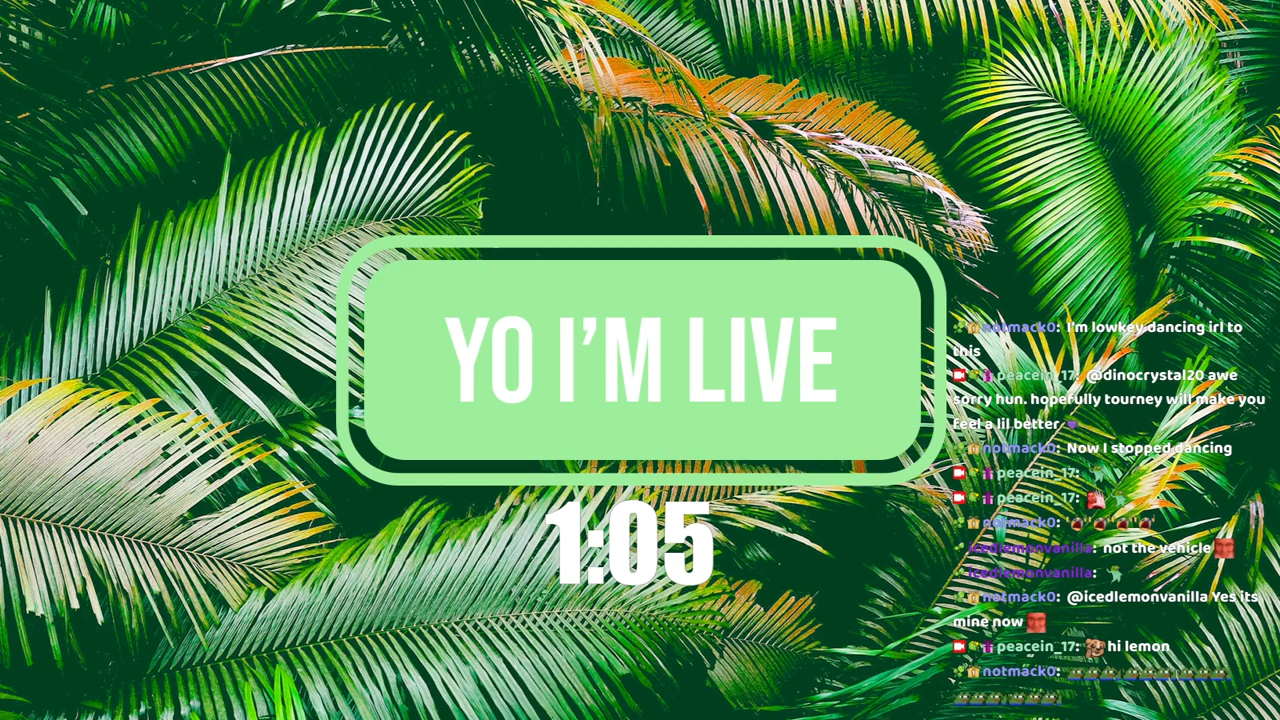 YO I’M LIVE
1:05
notmack0: I'm lowkey dancing irl to
this
peacein_17: @dinocrystal20 awe
sorry hun. hopefully tourney will make you
feel a lil better
notmack0: Now I stopped dancing
peacein_17:
peacein_17:
notmack0:
icedlemonvanilla: not the vehicle
icedlemonvanilla:
notmack0: @icedlemonvanilla Yes its
mine now
peacein_17: hi lemon
notmack0: